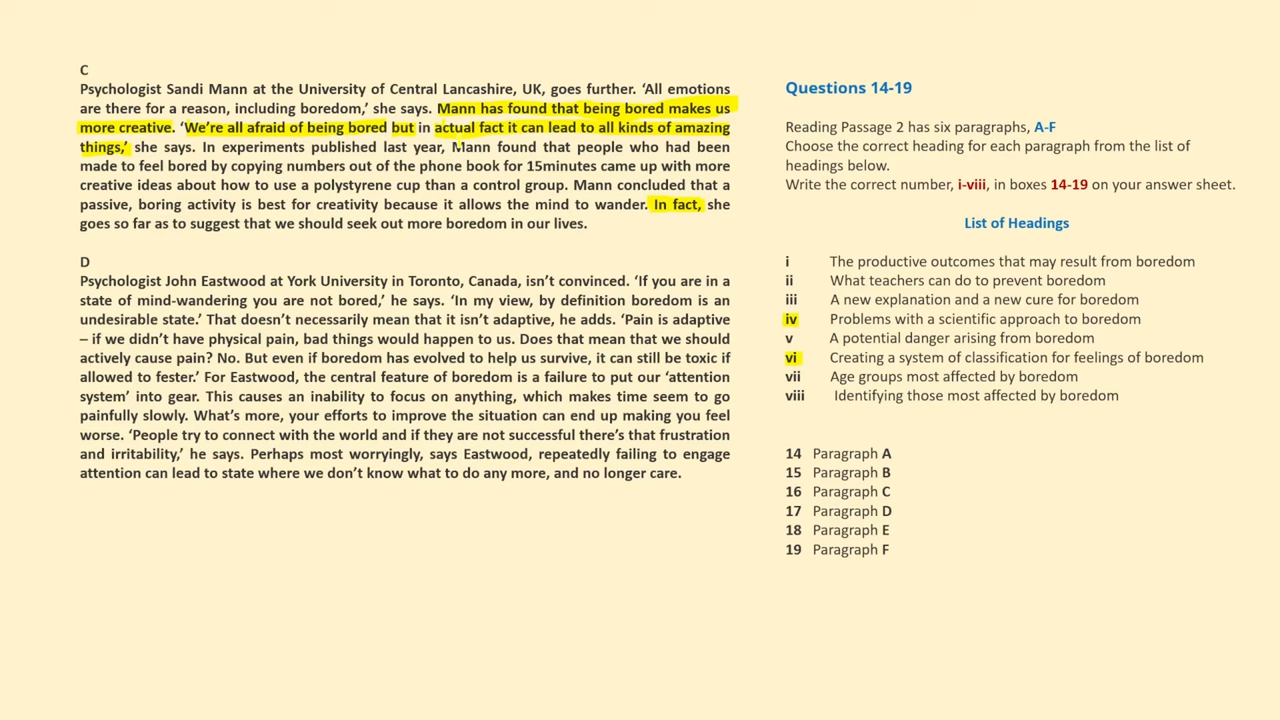 C
Psychologist Sandi Mann at the University of Central Lancashire, UK, goes further. ‘All emotions
are there for a reason, including boredom,’ she says. Mann has found that being bored makes us
more creative. ‘We’re all afraid of being bored but in actual fact it can lead to all kinds of amazing
things,’ she says. In experiments published last year, Mann found that people who had been
made to feel bored by copying numbers out of the phone book for 15minutes came up with more
creative ideas about how to use a polystyrene cup than a control group. Mann concluded that a
passive, boring activity is best for creativity because it allows the mind to wander. In fact, she
goes so far as to suggest that we should seek out more boredom in our lives.
D
Psychologist John Eastwood at York University in Toronto, Canada, isn’t convinced. ‘If you are in a
state of mind-wandering you are not bored,’ he says. ‘In my view, by definition boredom is an
undesirable state.’ That doesn’t necessarily mean that it isn’t adaptive, he adds. ‘Pain is adaptive
– if we didn’t have physical pain, bad things would happen to us. Does that mean that we should
actively cause pain? No. But even if boredom has evolved to help us survive, it can still be toxic if
allowed to fester.’ For Eastwood, the central feature of boredom is a failure to put our ‘attention
system’ into gear. This causes an inability to focus on anything, which makes time seem to go
painfully slowly. What’s more, your efforts to improve the situation can end up making you feel
worse. ‘People try to connect with the world and if they are not successful there’s that frustration
and irritability,’ he says. Perhaps most worryingly, says Eastwood, repeatedly failing to engage
attention can lead to state where we don’t know what to do any more, and no longer care.
Questions 14-19
Reading Passage 2 has six paragraphs, A-F
Choose the correct heading for each paragraph from the list of
headings below.
Write the correct number, i-viii, in boxes 14-19 on your answer sheet.
List of Headings
i The productive outcomes that may result from boredom
ii What teachers can do to prevent boredom
iii A new explanation and a new cure for boredom
iv Problems with a scientific approach to boredom
v A potential danger arising from boredom
vi Creating a system of classification for feelings of boredom
vii Age groups most affected by boredom
viii Identifying those most affected by boredom
14 Paragraph A
15 Paragraph B
16 Paragraph C
17 Paragraph D
18 Paragraph E
19 Paragraph F